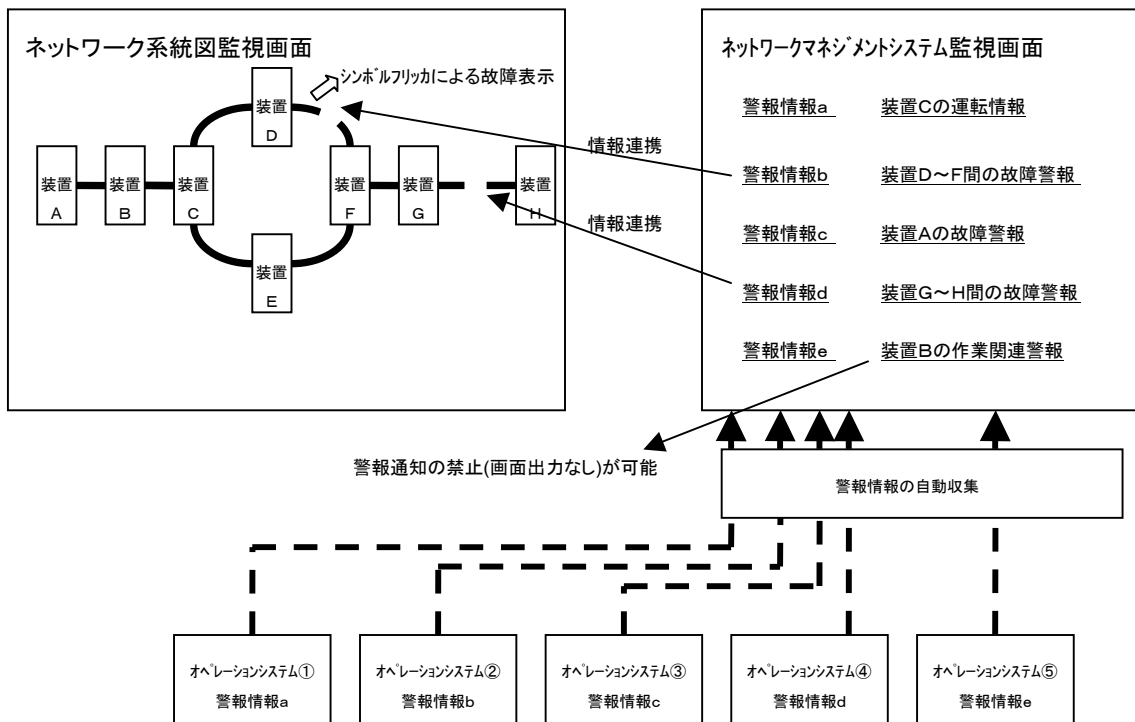 ネットワーク系統図監視画面
シンボルフリッカによる故障表示
装置
D
装置
A
装置
B
装置
C
装置
F
装置
G
装置
H
装置
E
情報連携
情報連携
ネットワークマネジメントシステム監視画面
警報情報a 装置Cの運転情報
警報情報b 装置D～F間の故障警報
警報情報c 装置Aの故障警報
警報情報d 装置G～H間の故障警報
警報情報e 装置Bの作業関連警報
警報通知の禁止(画面出力なし)が可能
警報情報の自動収集
オペレーションシステム①
警報情報a
オペレーションシステム②
警報情報b
オペレーションシステム③
警報情報c
オペレーションシステム④
警報情報d
オペレーションシステム⑤
警報情報e